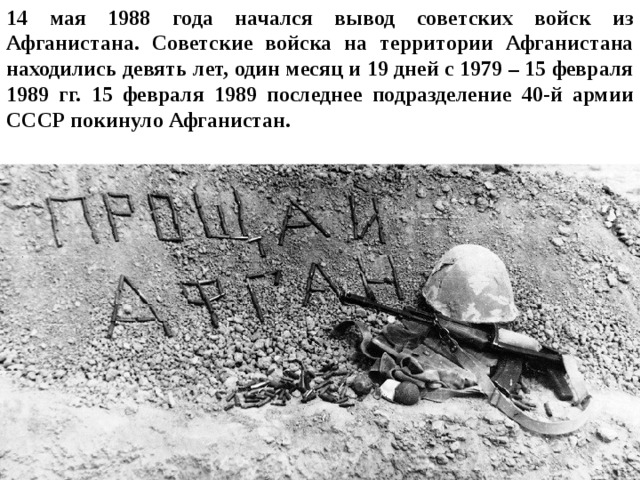 14 мая 1988 года начался вывод советских войск из
Афганистана. Советские войска на территории Афганистана
находились девять лет, один месяц и 19 дней с 1979 – 15 февраля
1989 гг. 15 февраля 1989 последнее подразделение 40-й армии
СССР покинуло Афганистан.
ПРОЩАЙ
АФГАН